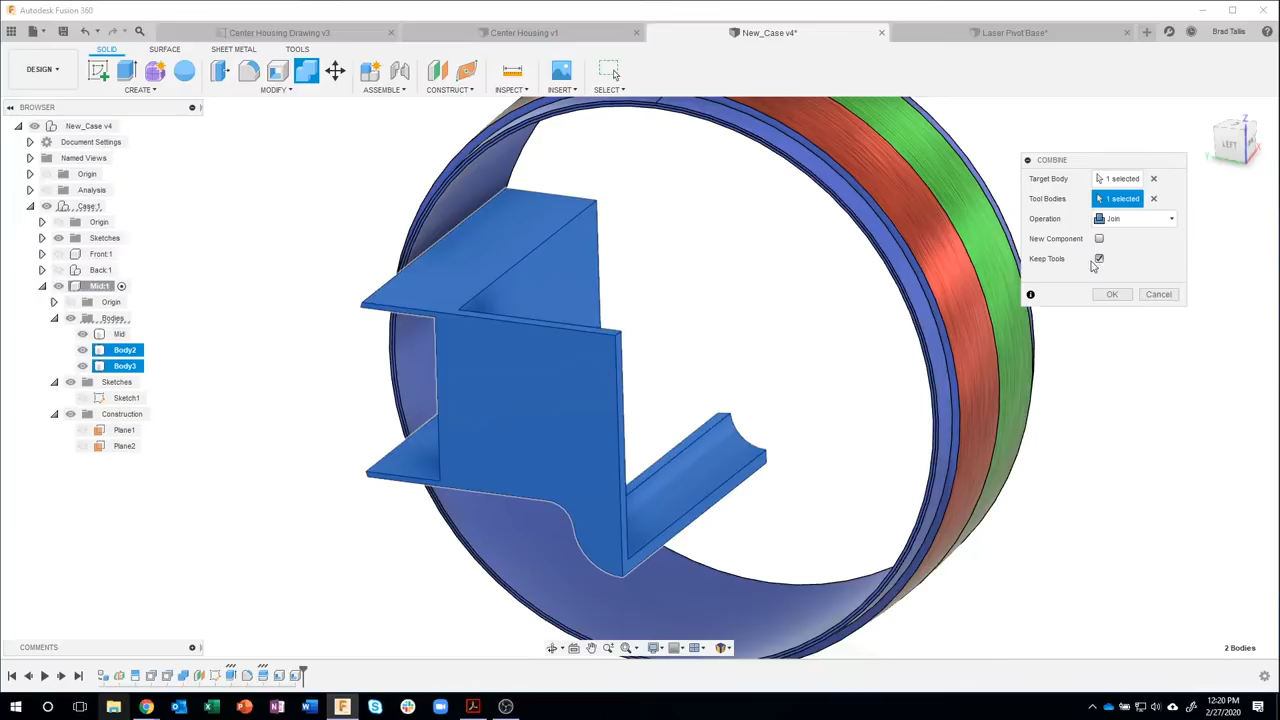 Autodesk Fusion 360
Center Housing Drawing v3
Center Housing v1
New_Case v4*
Laser Pivot Base*
Brad Tallis
DESIGN
SOLID
SURFACE
SHEET METAL
TOOLS
CREATE
MODIFY
ASSEMBLE
CONSTRUCT
INSPECT
INSERT
SELECT
BROWSER
New_Case v4
Document Settings
Named Views
Origin
Analysis
Case:1
Origin
Sketches
Front:1
Back:1
Mid:1
Origin
Bodies
Mid
Body2
Body3
Sketches
Sketch1
Construction
Plane1
Plane2
LEFT
Z
Y
X
COMBINE
Target Body 1 selected
Tool Bodies 1 selected
Operation Join
New Component
Keep Tools
OK Cancel
COMMENTS
2 Bodies
12:20 PM
2/27/2020